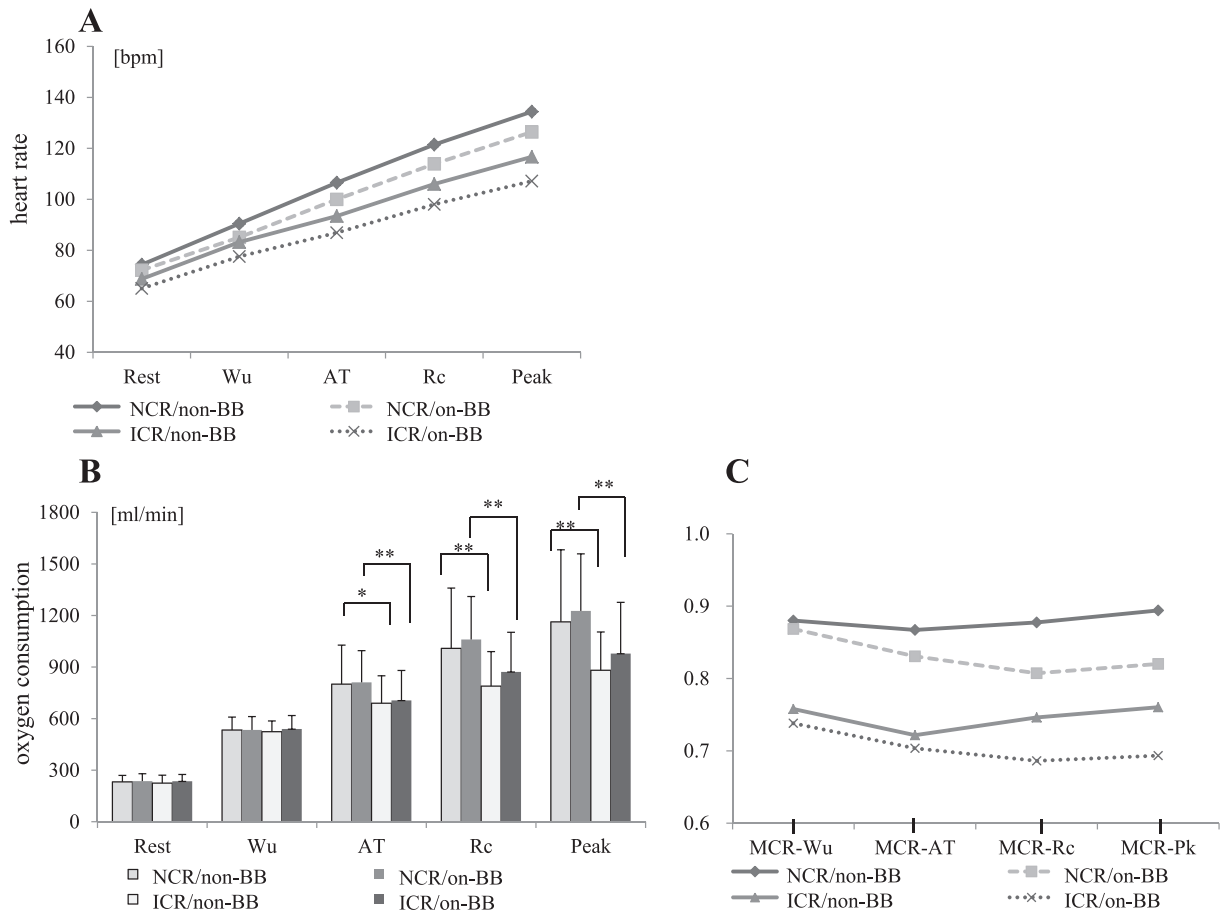 A
[bpm]
heart rate
160
140
120
100
80
60
40
Rest Wu AT Rc Peak
NCR/non-BB NCR/on-BB
ICR/non-BB ICR/on-BB
B
[ml/min]
oxygen consumption
1800
1500
1200
900
600
300
0
* ** ** ** ** **
Rest Wu AT Rc Peak
NCR/non-BB NCR/on-BB
ICR/non-BB ICR/on-BB
C
1.0
0.9
0.8
0.7
0.6
MCR-Wu MCR-AT MCR-Rc MCR-Pk
NCR/non-BB NCR/on-BB
ICR/non-BB ICR/on-BB